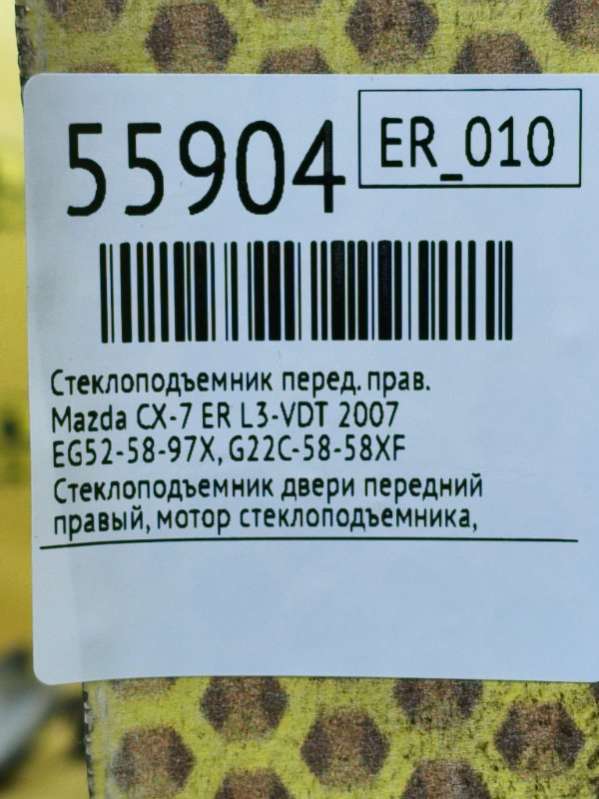 55904
ER_010
Стеклоподъемник перед. прав.
Mazda CX-7 ER L3-VDT 2007
EG52-58-97X, G22C-58-58XF
Стеклоподъемник двери передний
правый, мотор стеклоподъемника,